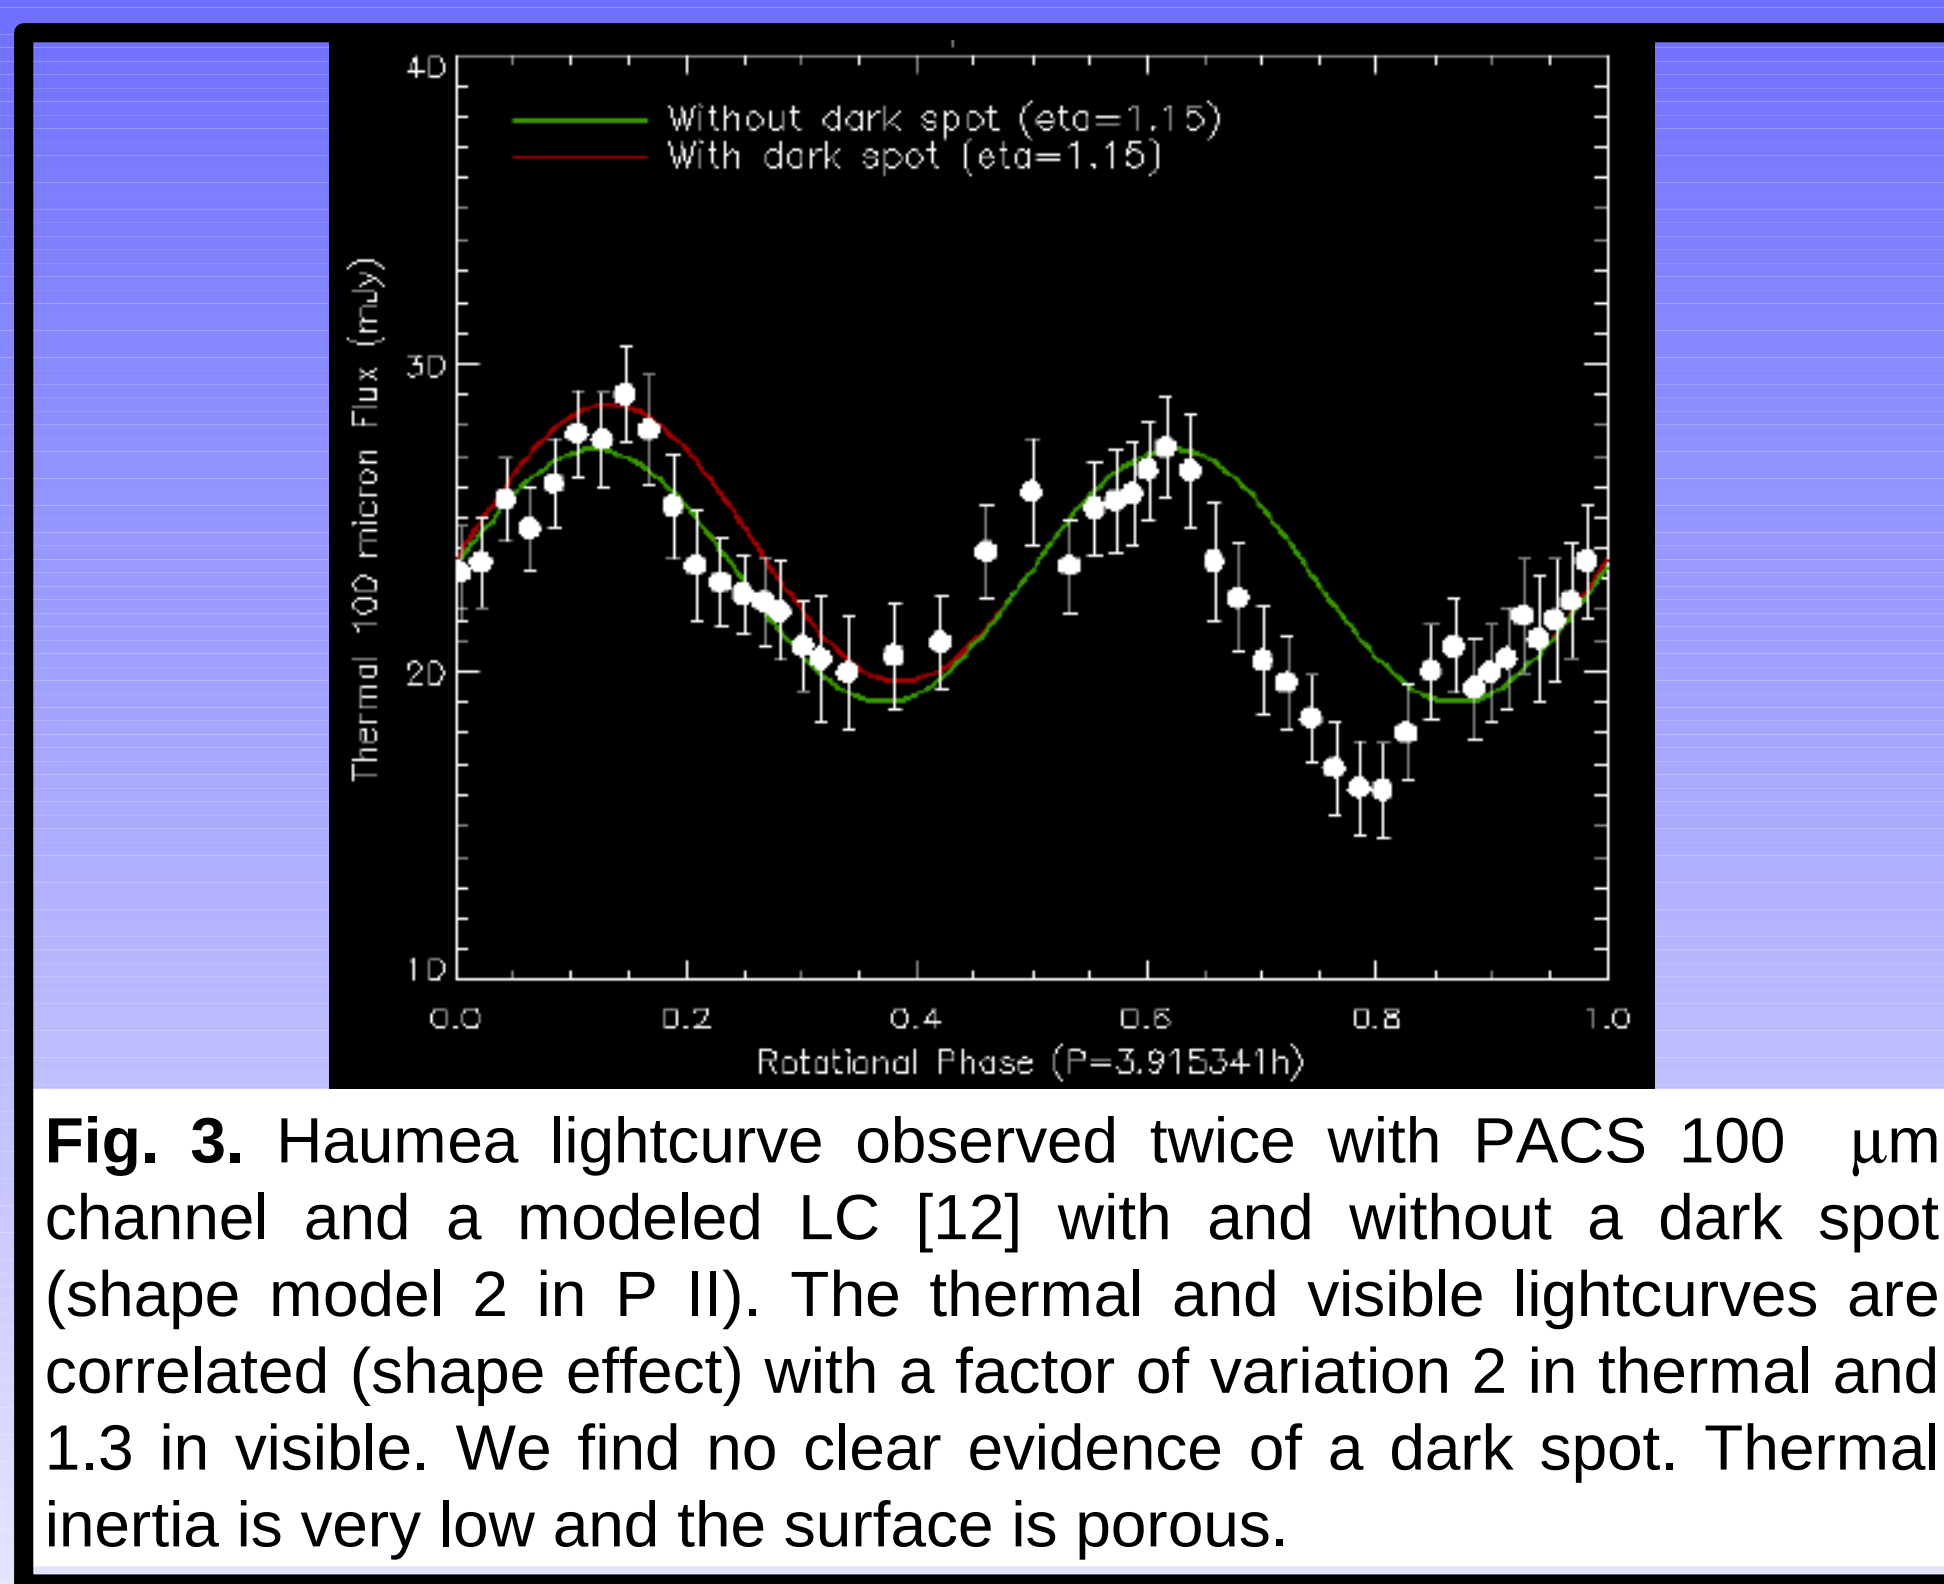 40
Without dark spot (eta=1.15)
With dark spot (eta=1.15)
30
Thermal 100 micron Flux (mJy)
20
10
0.0 0.2 0.4 0.6 0.8 1.0
Rotational Phase (P=3.915341h)
Fig. 3. Haumea lightcurve observed twice with PACS 100 μm
channel and a modeled LC [12] with and without a dark spot
(shape model 2 in P II). The thermal and visible lightcurves are
correlated (shape effect) with a factor of variation 2 in thermal and
1.3 in visible. We find no clear evidence of a dark spot. Thermal
inertia is very low and the surface is porous.